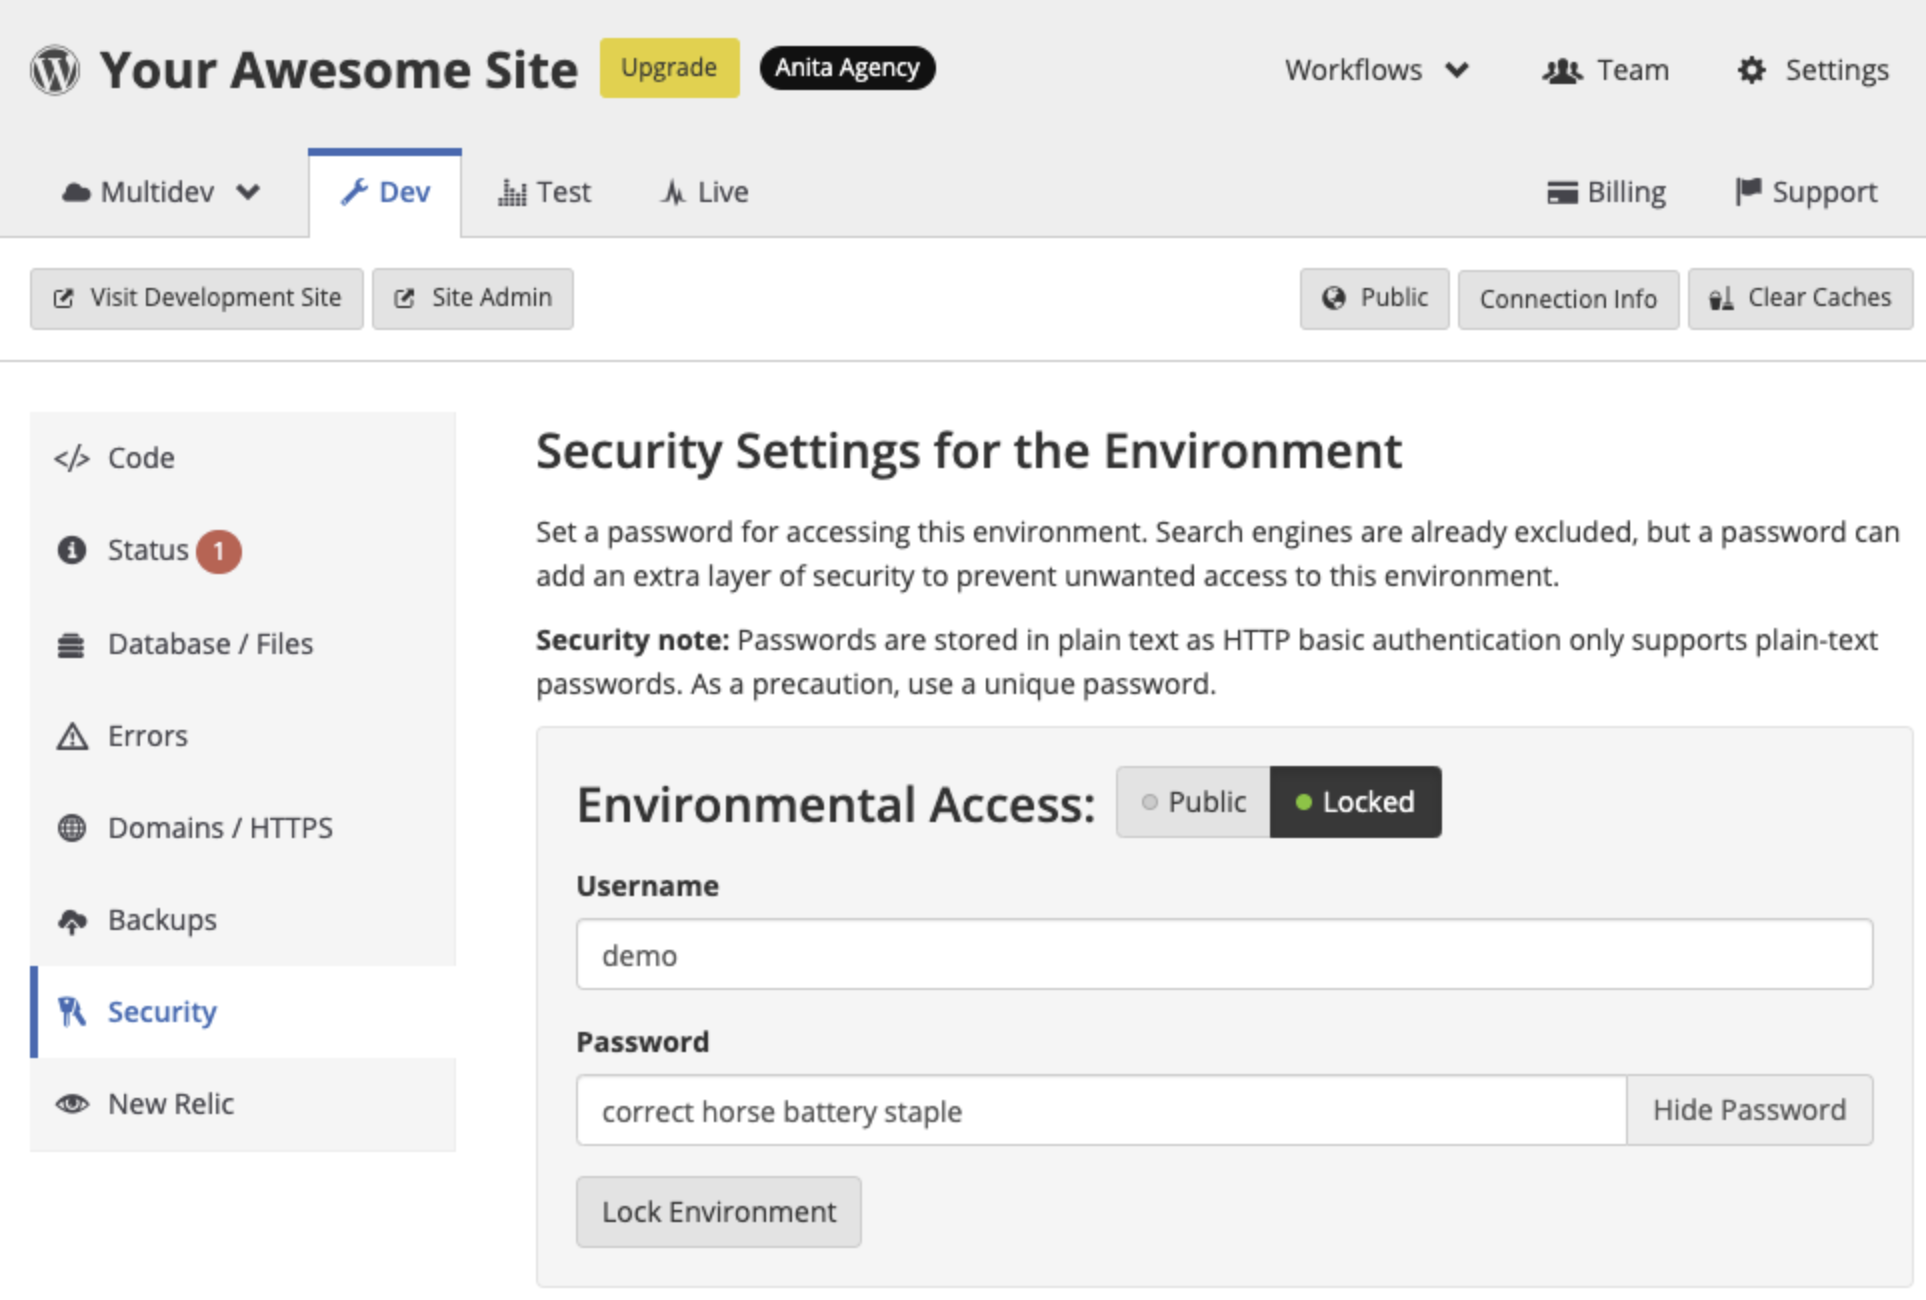 Your Awesome Site Upgrade Anita Agency Workflows Team Settings
Multidev Dev Test Live Billing Support
Visit Development Site Site Admin Public Connection Info Clear Caches
Code
Status 1
Database / Files
Errors
Domains / HTTPS
Backups
Security
New Relic
Security Settings for the Environment
Set a password for accessing this environment. Search engines are already excluded, but a password can
add an extra layer of security to prevent unwanted access to this environment.
Security note: Passwords are stored in plain text as HTTP basic authentication only supports plain-text
passwords. As a precaution, use a unique password.
Environmental Access: Public Locked
Username
demo
Password
correct horse battery staple Hide Password
Lock Environment